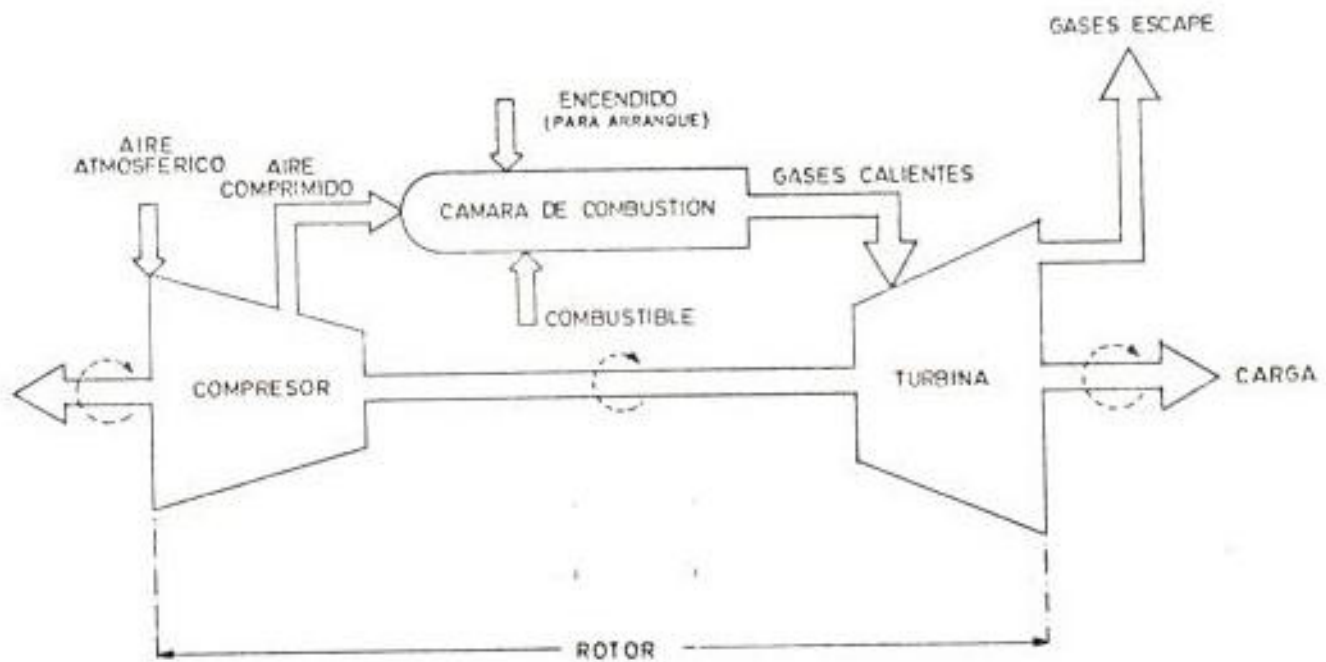 GASES ESCAPE
ENCENDIDO
(PARA ARRANQUE)
AIRE
ATMOSFERICO
AIRE
COMPRIMIDO
GASES CALIENTES
CAMARA DE COMBUSTION
COMBUSTIBLE
COMPRESOR
TURBINA
CARGA
ROTOR